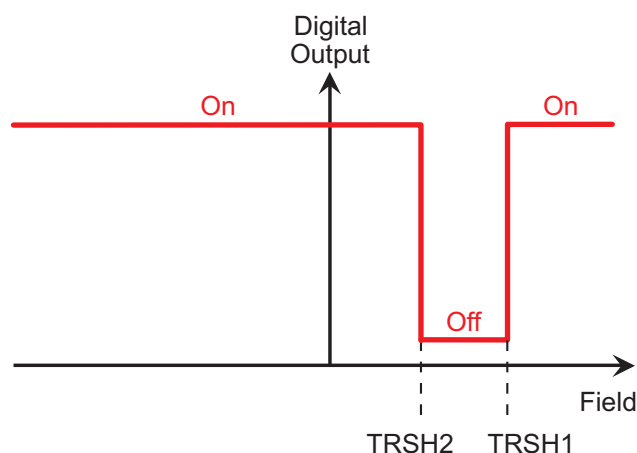 Digital
Output
On
On
Off
Field
TRSH2
TRSH1